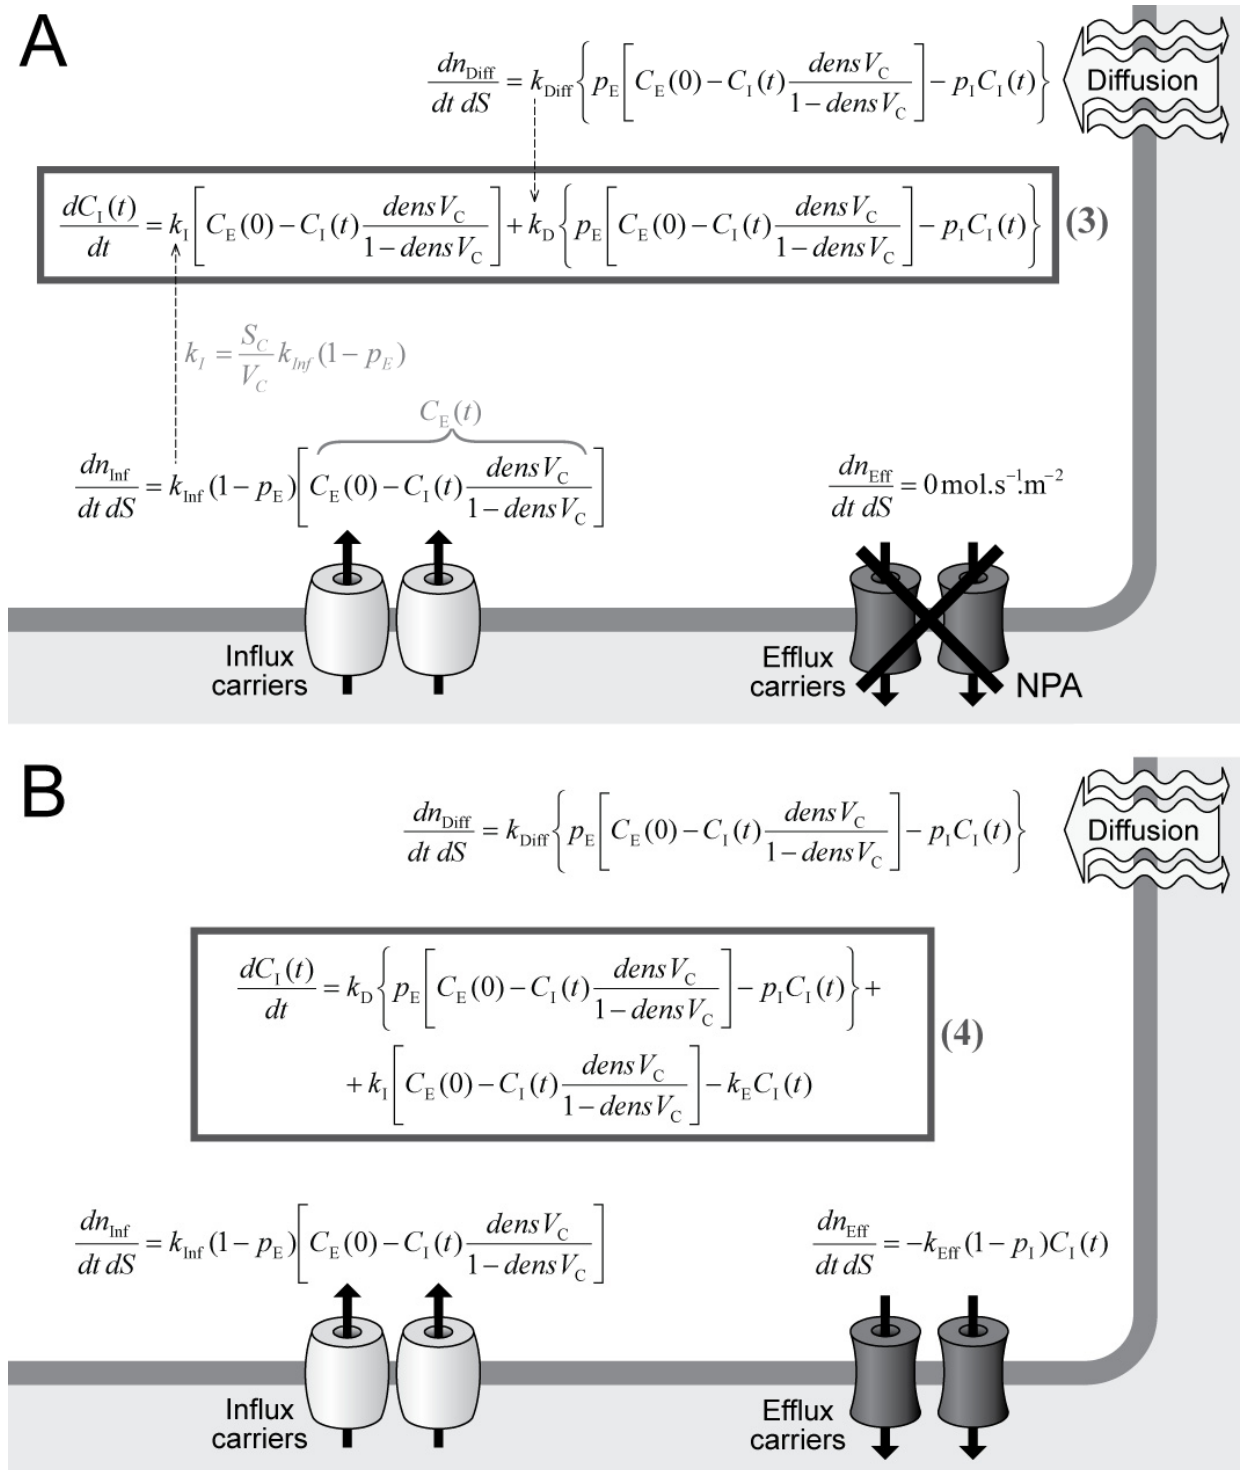 A
dn_Diff / dt dS = k_Diff { p_E [ C_E(0) − C_I(t) densV_C / 1 − densV_C ] − p_I C_I(t) }
Diffusion
dC_I(t) / dt = k_I [ C_E(0) − C_I(t) densV_C / 1 − densV_C ] + k_D { p_E [ C_E(0) − C_I(t) densV_C / 1 − densV_C ] − p_I C_I(t) } (3)
k_I = S_C / V_C k_Inf (1 − p_E)
C_E(t)
dn_Inf / dt dS = k_Inf (1 − p_E) [ C_E(0) − C_I(t) densV_C / 1 − densV_C ]
dn_Eff / dt dS = 0 mol.s⁻¹.m⁻²
Influx
carriers
Efflux
carriers
NPA
B
dn_Diff / dt dS = k_Diff { p_E [ C_E(0) − C_I(t) densV_C / 1 − densV_C ] − p_I C_I(t) }
Diffusion
dC_I(t) / dt = k_D { p_E [ C_E(0) − C_I(t) densV_C / 1 − densV_C ] − p_I C_I(t) } +
+ k_I [ C_E(0) − C_I(t) densV_C / 1 − densV_C ] − k_E C_I(t)
(4)
dn_Inf / dt dS = k_Inf (1 − p_E) [ C_E(0) − C_I(t) densV_C / 1 − densV_C ]
dn_Eff / dt dS = −k_Eff (1 − p_I) C_I(t)
Influx
carriers
Efflux
carriers